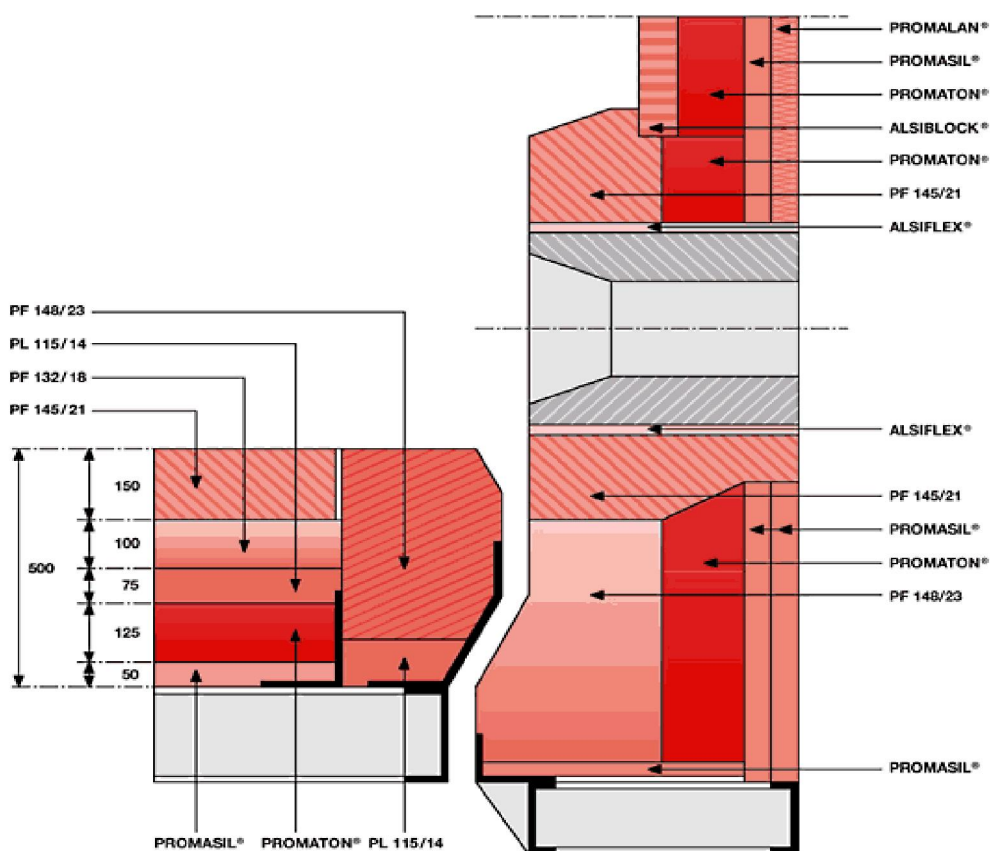 PROMALAN®
PROMASIL®
PROMATON®
ALSIBLOCK®
PROMATON®
PF 145/21
ALSIFLEX®
PF 148/23
PL 115/14
PF 132/18
PF 145/21
ALSIFLEX®
150
PF 145/21
PROMASIL®
100
PROMATON®
500
75
PF 148/23
125
50
PROMASIL®
PROMASIL® PROMATON® PL 115/14